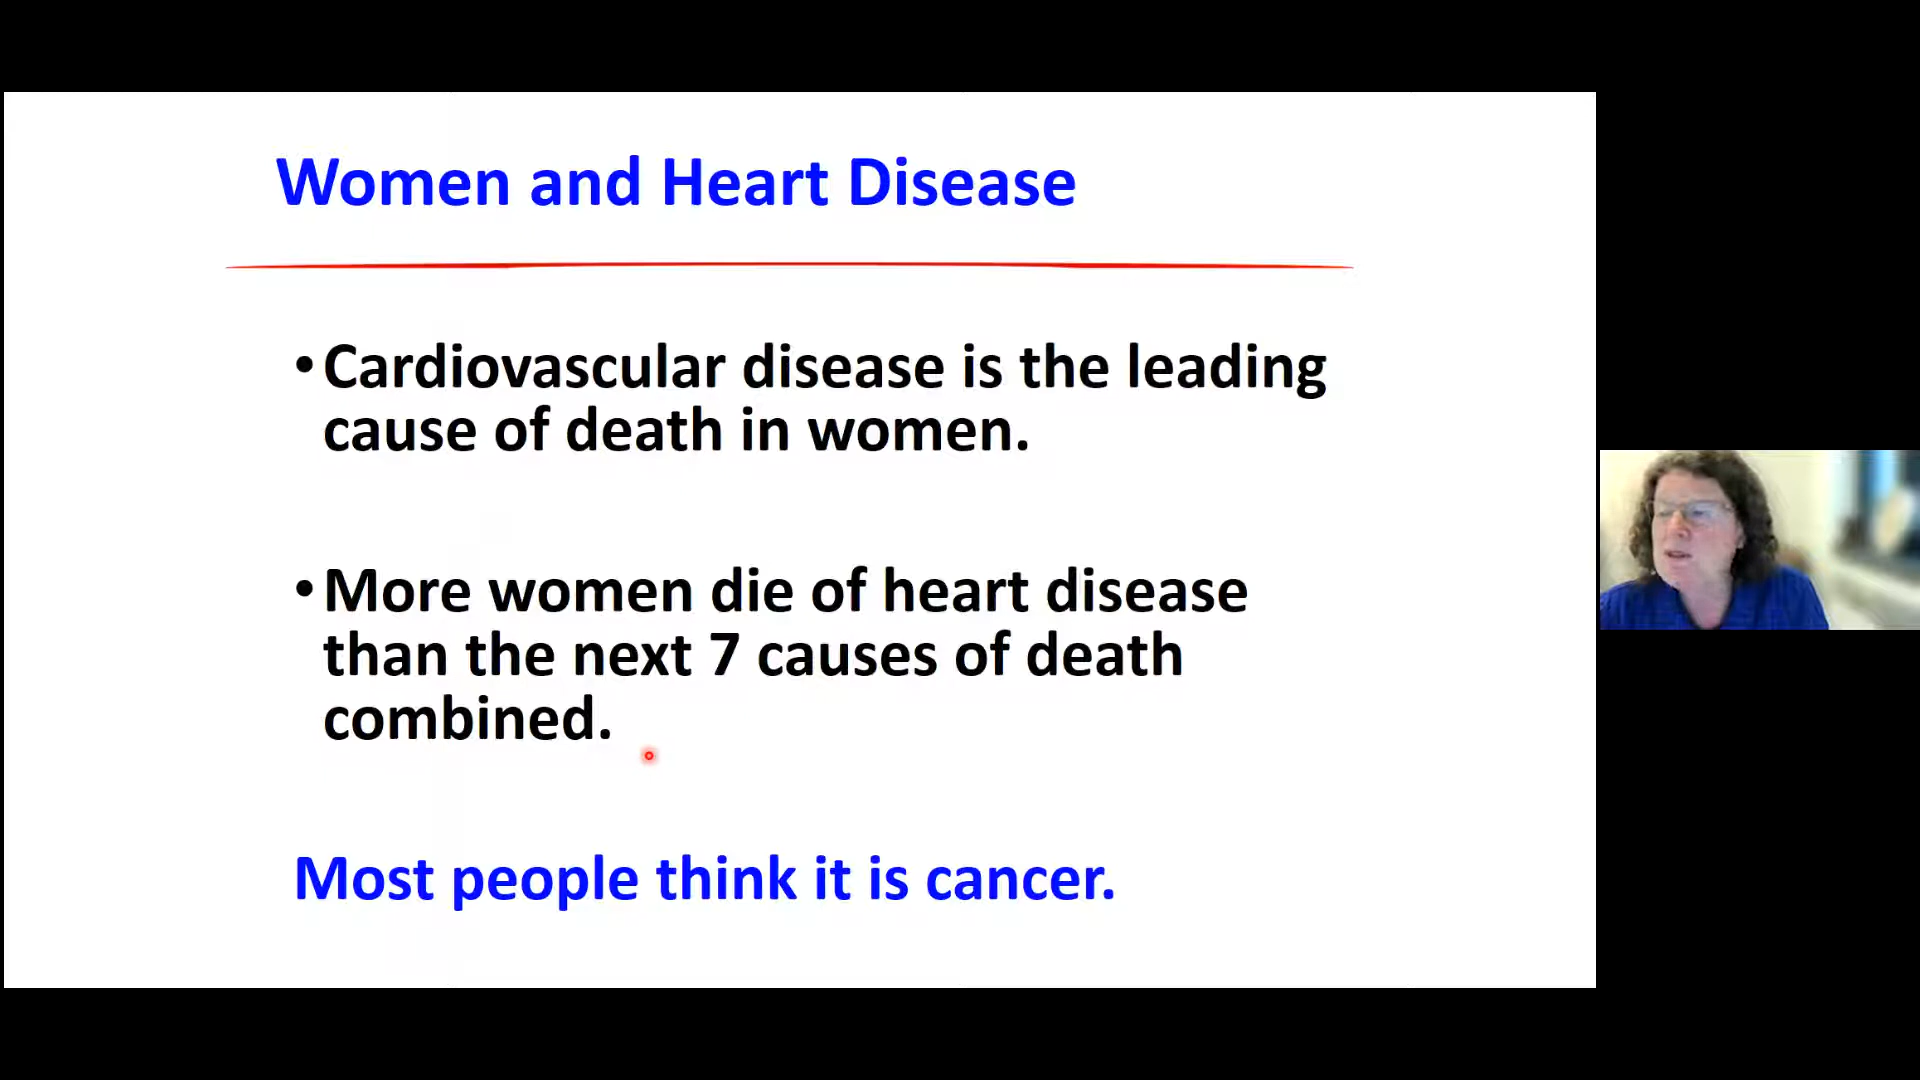 Women and Heart Disease
•Cardiovascular disease is the leading
cause of death in women.
•More women die of heart disease
than the next 7 causes of death
combined.
Most people think it is cancer.